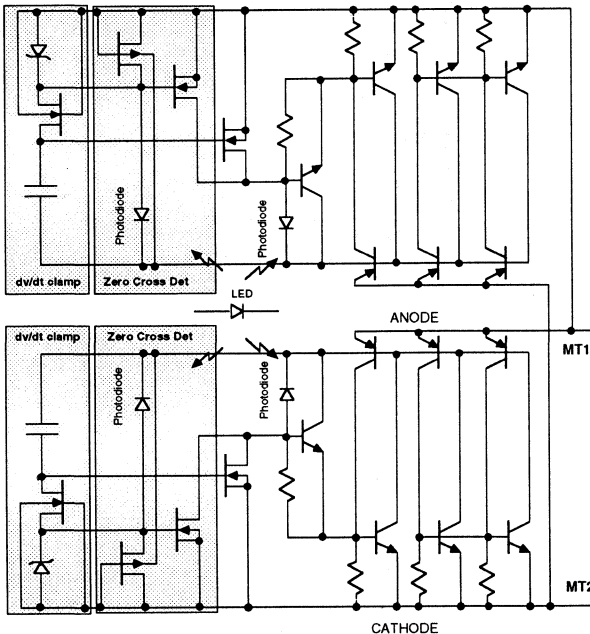 Photodiode
Photodiode
dv/dt clamp
Zero Cross Det
LED
ANODE
dv/dt clamp
Zero Cross Det
MT1
Photodiode
Photodiode
MT2
CATHODE